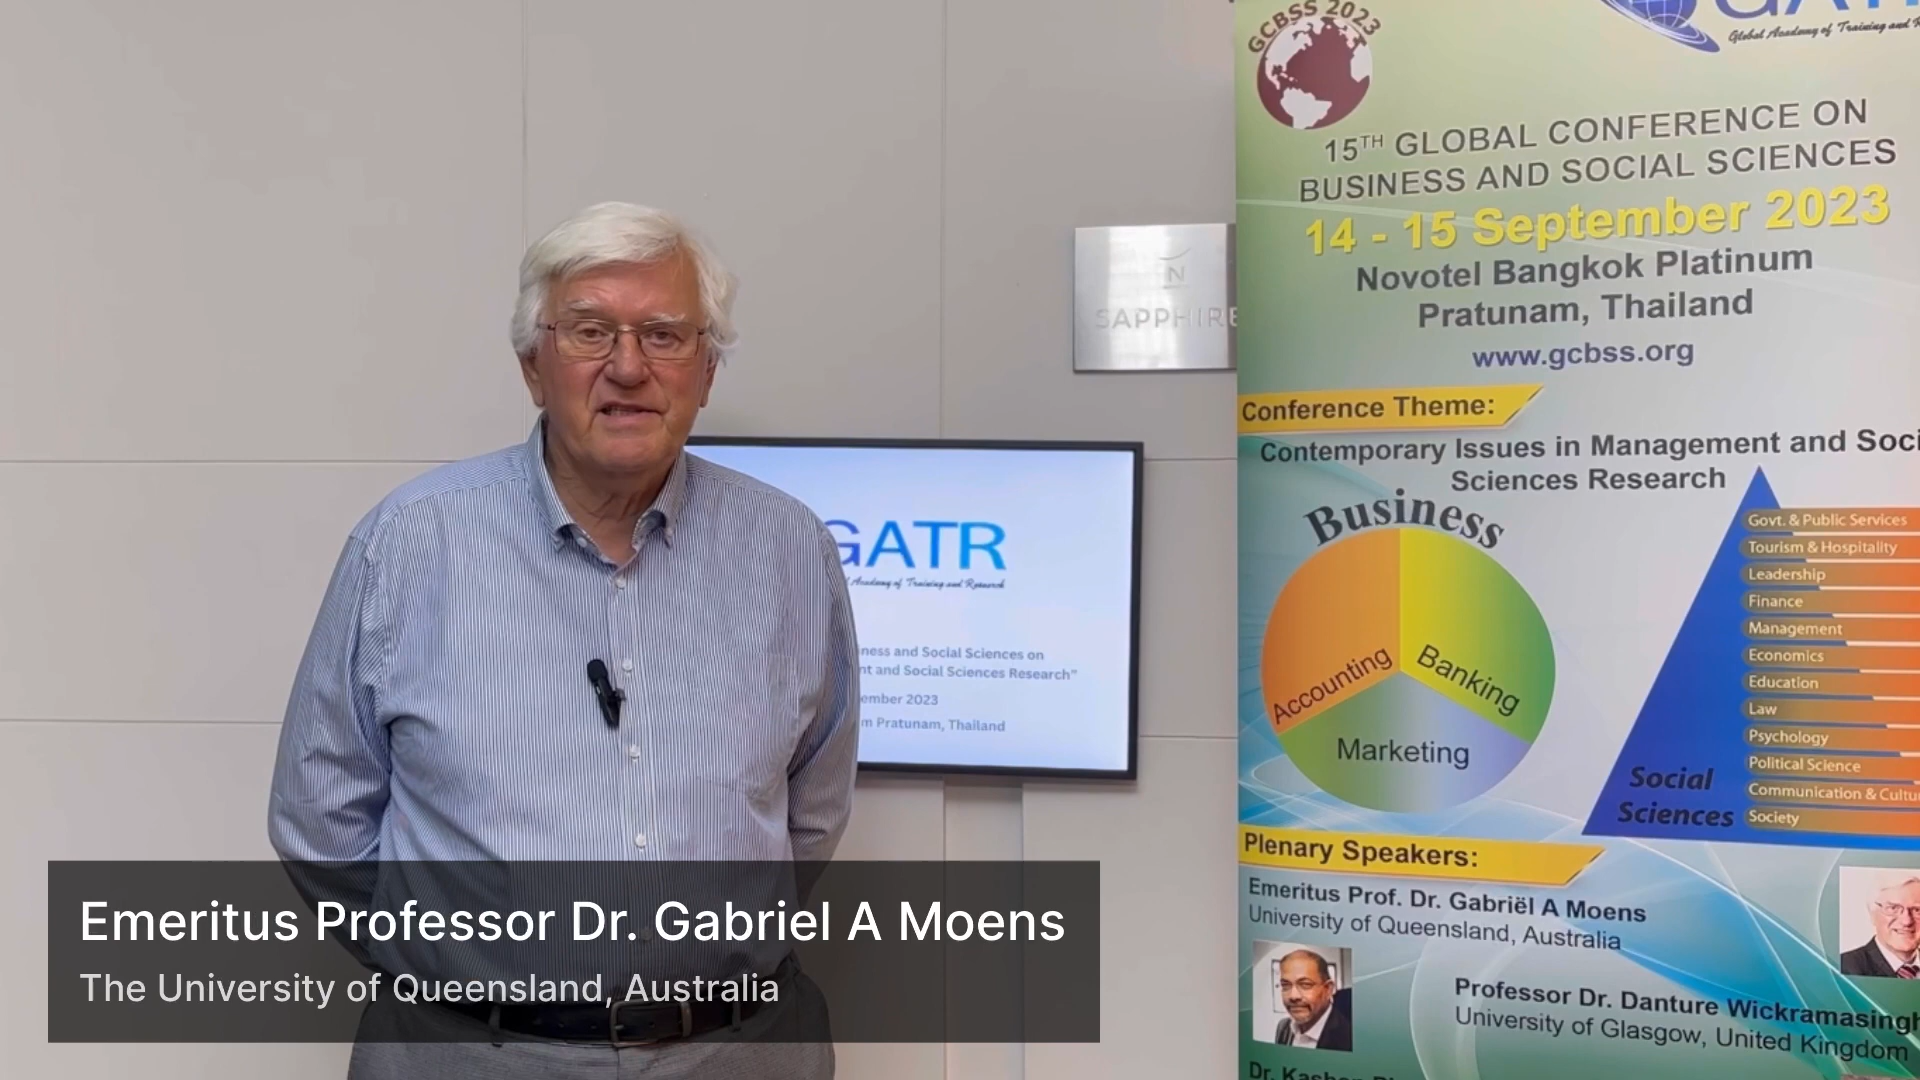 GCBSS 2023
Global Academy of Training and
15TH GLOBAL CONFERENCE ON
BUSINESS AND SOCIAL SCIENCES
14 - 15 September 2023
Novotel Bangkok Platinum
Pratunam, Thailand
www.gcbss.org
N
SAPPHIRE
Conference Theme:
Contemporary Issues in Management and Soci
Sciences Research
Business
Accounting
Banking
Marketing
Govt. & Public Services
Tourism & Hospitality
Leadership
Finance
Management
Economics
Education
Law
Psychology
Political Science
Communication & Cultu
Society
Social
Sciences
GATR
Academy of Training and Research
ness and Social Sciences on
nt and Social Sciences Research"
ember 2023
m Pratunam, Thailand
Plenary Speakers:
Emeritus Prof. Dr. Gabriël A Moens
University of Queensland, Australia
Professor Dr. Danture Wickramasingh
University of Glasgow, United Kingdom
Emeritus Professor Dr. Gabriel A Moens
The University of Queensland, Australia